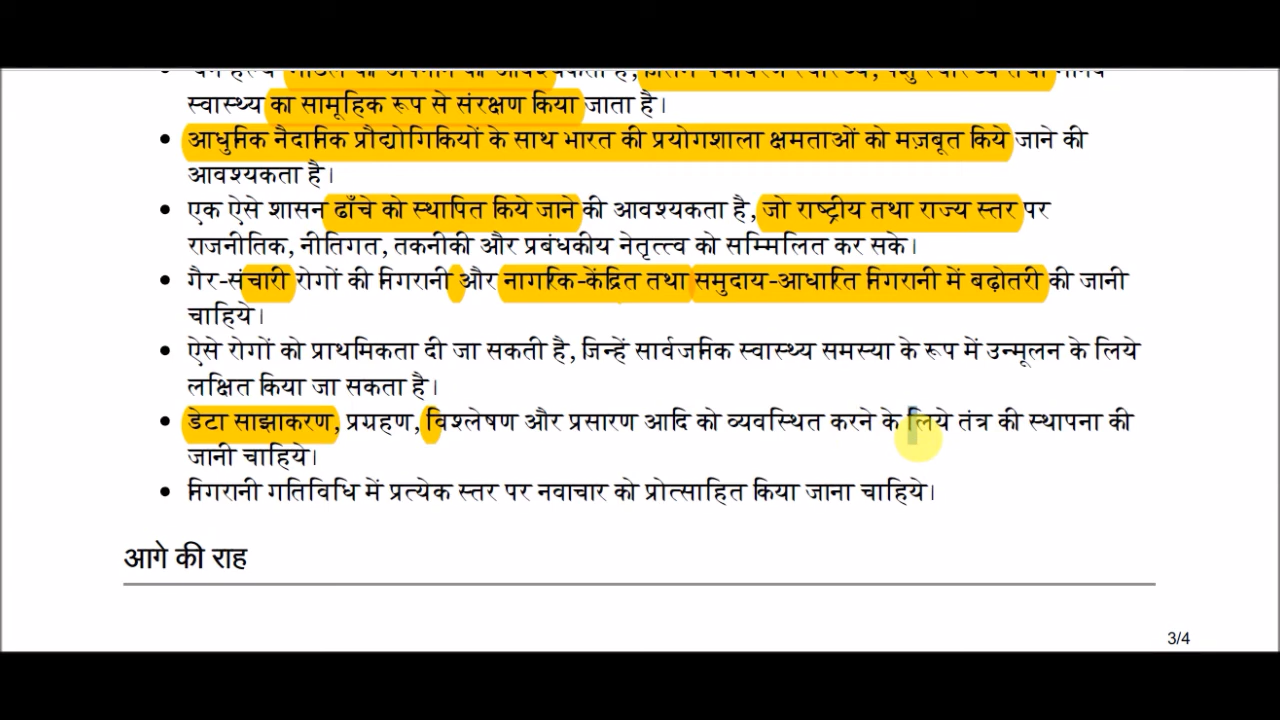 स्वास्थ्य का सामूहिक रूप से संरक्षण किया जाता है।
• आधुनिक नैदानिक प्रौद्योगिकियों के साथ भारत की प्रयोगशाला क्षमताओं को मज़बूत किये जाने की
आवश्यकता है।
• एक ऐसे शासन ढाँचे को स्थापित किये जाने की आवश्यकता है, जो राष्ट्रीय तथा राज्य स्तर पर
राजनीतिक, नीतिगत, तकनीकी और प्रबंधकीय नेतृत्त्व को सम्मिलित कर सके।
• गैर-संचारी रोगों की निगरानी और नागरिक-केंद्रित तथा समुदाय-आधारित निगरानी में बढ़ोतरी की जानी
चाहिये।
• ऐसे रोगों को प्राथमिकता दी जा सकती है, जिन्हें सार्वजनिक स्वास्थ्य समस्या के रूप में उन्मूलन के लिये
लक्षित किया जा सकता है।
• डेटा साझाकरण, प्रग्रहण, विश्लेषण और प्रसारण आदि को व्यवस्थित करने के लिये तंत्र की स्थापना की
जानी चाहिये।
• निगरानी गतिविधि में प्रत्येक स्तर पर नवाचार को प्रोत्साहित किया जाना चाहिये।
आगे की राह
3/4